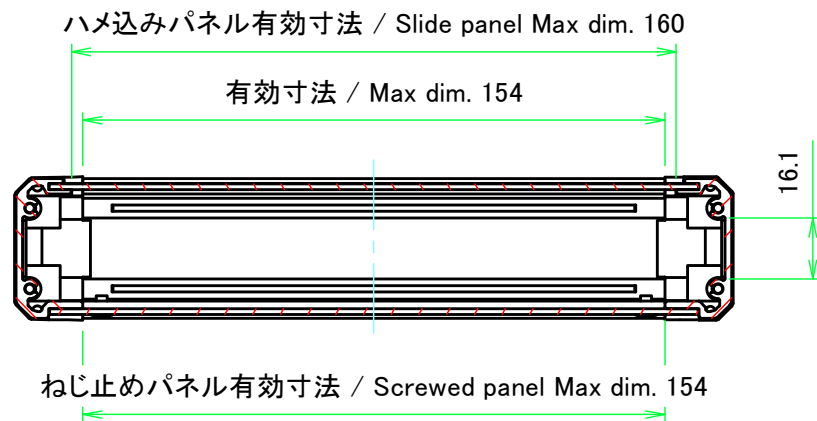 ハメ込みパネル有効寸法 / Slide panel Max dim. 160
有効寸法 / Max dim. 154
16.1
ねじ止めパネル有効寸法 / Screwed panel Max dim. 154